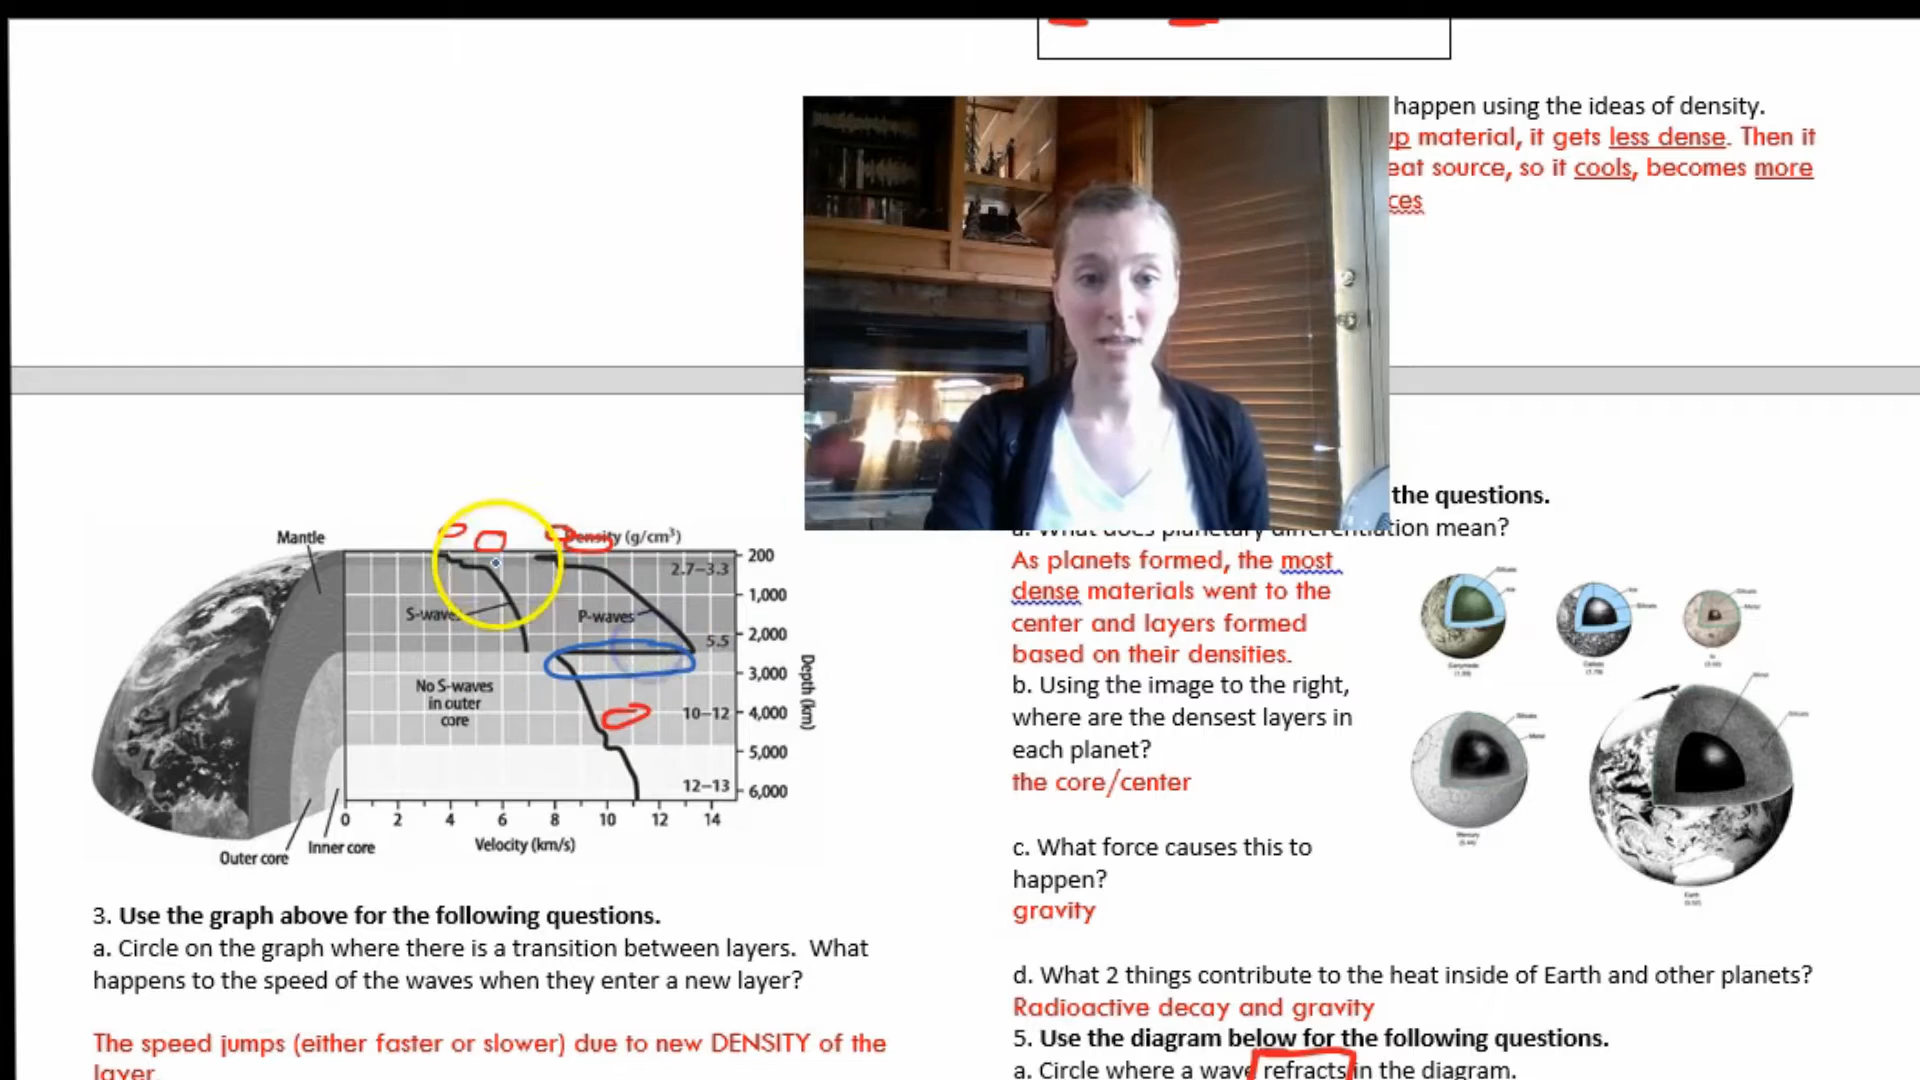 happen using the ideas of density.
up material, it gets less dense. Then it
eat source, so it cools, becomes more
ces
Mantle
Density (g/cm³)
200
2.7–3.3
1,000
S-waves
P-waves
2,000
5.5
3,000
No S-waves
in outer
core
10–12
4,000
5,000
12–13
6,000
Depth (km)
0 2 4 6 8 10 12 14
Velocity (km/s)
Inner core
Outer core
3. Use the graph above for the following questions.
a. Circle on the graph where there is a transition between layers. What
happens to the speed of the waves when they enter a new layer?
The speed jumps (either faster or slower) due to new DENSITY of the
layer.
the questions.
a. What does planetary differentiation mean?
As planets formed, the most
dense materials went to the
center and layers formed
based on their densities.
b. Using the image to the right,
where are the densest layers in
each planet?
the core/center
Ganymede
Mercury
Earth
c. What force causes this to
happen?
gravity
d. What 2 things contribute to the heat inside of Earth and other planets?
Radioactive decay and gravity
5. Use the diagram below for the following questions.
a. Circle where a wave refracts in the diagram.